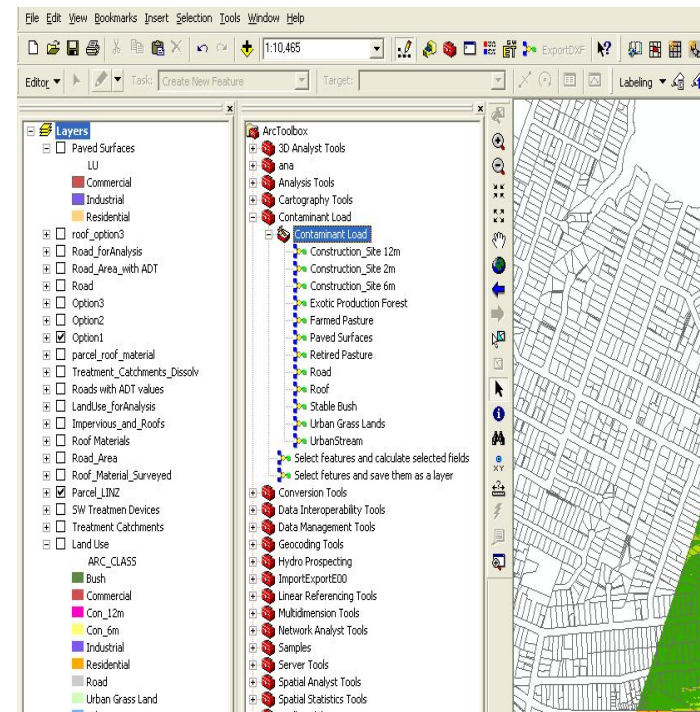 File Edit View Bookmarks Insert Selection Tools Window Help
1:10,465 ExportDXF
Editor Task: Create New Feature Target: Labeling
Layers
Paved Surfaces
LU
Commercial
Industrial
Residential
roof_option3
Road_forAnalysis
Road_Area_with ADT
Road
Option3
Option2
Option1
parcel_roof_material
Treatment_Catchments_Dissolv
Roads with ADT values
LandUse_forAnalysis
Impervious_and_Roofs
Roof Materials
Road_Area
Roof_Material_Surveyed
Parcel_LINZ
SW Treatmen Devices
Treatment Catchments
Land Use
ARC_CLASS
Bush
Commercial
Con_12m
Con_6m
Industrial
Residential
Road
Urban Grass Land
ArcToolbox
3D Analyst Tools
ana
Analysis Tools
Cartography Tools
Contaminant Load
Contaminant Load
Construction_Site 12m
Construction_Site 2m
Construction_Site 6m
Exotic Production Forest
Farmed Pasture
Paved Surfaces
Retired Pasture
Road
Roof
Stable Bush
Urban Grass Lands
UrbanStream
Select features and calculate selected fields
Select fetures and save them as a layer
Conversion Tools
Data Interoperability Tools
Data Management Tools
Geocoding Tools
Hydro Prospecting
ImportExportE00
Linear Referencing Tools
Multidimension Tools
Network Analyst Tools
Samples
Server Tools
Spatial Analyst Tools
Spatial Statistics Tools
XY